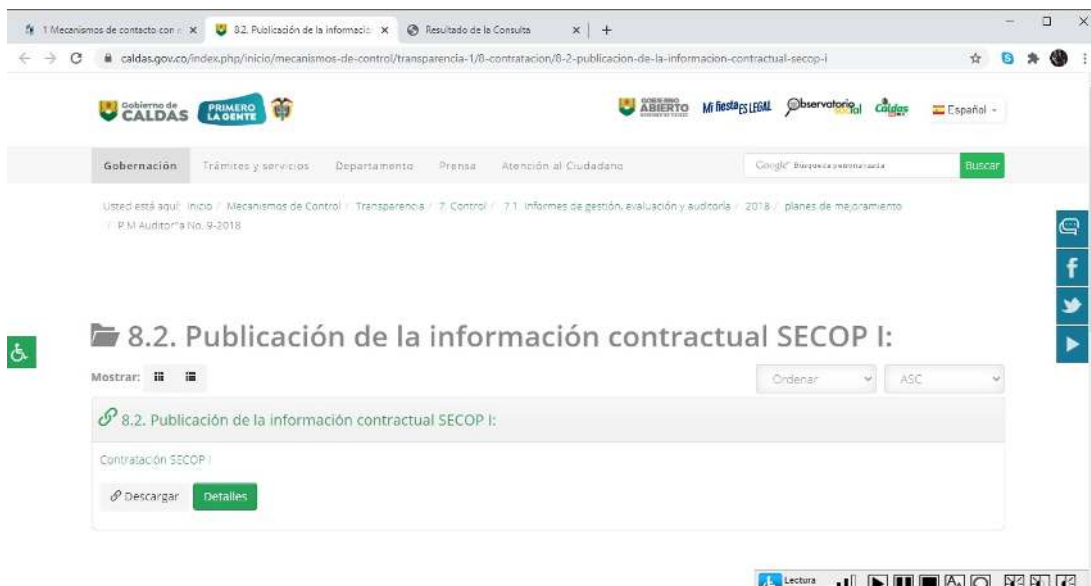 1 Mecanismos de contacto con
8.2. Publicación de la informació
Resultado de la Consulta
caldas.gov.co/index.php/inicio/mecanismos-de-control/transparencia-1/8-contratacion/8-2-publicacion-de-la-informacion-contractual-secop-i
Gobierno de
CALDAS
PRIMERO
LA GENTE
GOBIERNO
ABIERTO
Mi fiesta ES LEGAL
Observatorio
Caldas
Español
Gobernación
Trámites y servicios
Departamento
Prensa
Atención al Ciudadano
Google Búsqueda personalizada
Buscar
Usted está aquí: Inicio / Mecanismos de Control / Transparencia / 7. Control / 7.1. Informes de gestión, evaluación y auditoría / 2018 / planes de mejoramiento
/ P.M Auditor*a No. 9-2018
8.2. Publicación de la información contractual SECOP I:
Mostrar:
Ordenar
ASC
8.2. Publicación de la información contractual SECOP I:
Contratación SECOP I
Descargar
Detalles
Lectura